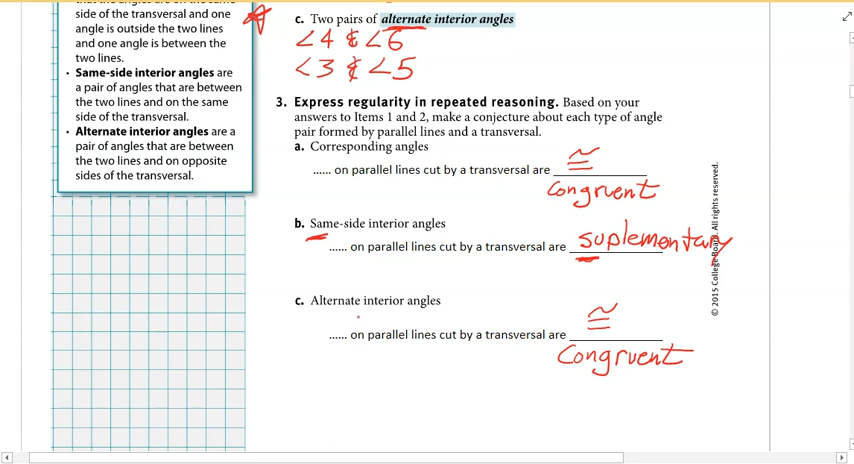 side of the transversal and one
angle is outside the two lines
and one angle is between the
two lines.
• Same-side interior angles are
a pair of angles that are between
the two lines and on the same
side of the transversal.
• Alternate interior angles are a
pair of angles that are between
the two lines and on opposite
sides of the transversal.
c. Two pairs of alternate interior angles
∠4 & ∠6
∠3 & ∠5
3. Express regularity in repeated reasoning. Based on your
answers to Items 1 and 2, make a conjecture about each type of angle
pair formed by parallel lines and a transversal.
a. Corresponding angles
≅
...... on parallel lines cut by a transversal are
Congruent
b. Same-side interior angles
...... on parallel lines cut by a transversal are suplementary
c. Alternate interior angles
≅
...... on parallel lines cut by a transversal are
Congruent
© 2015 College Board. All rights reserved.